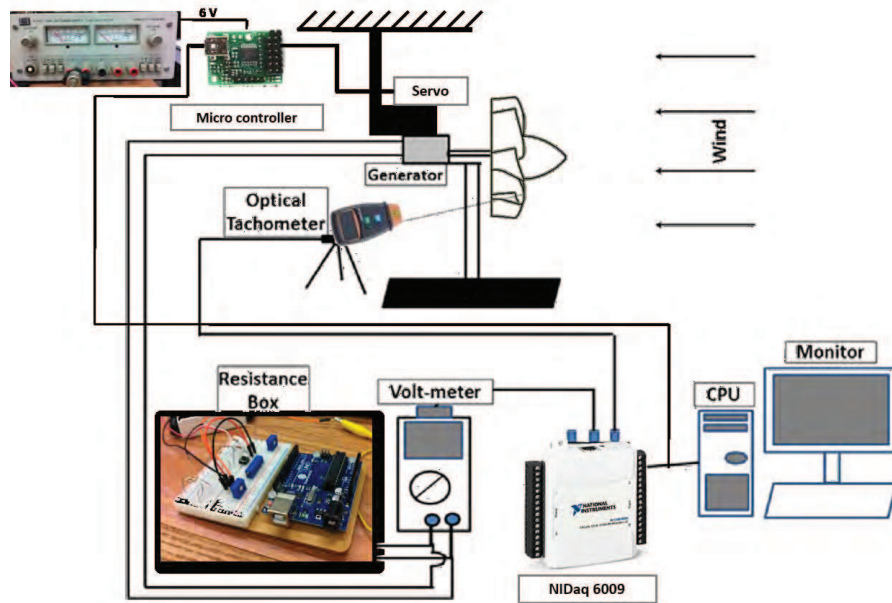 6 V
Servo
Micro controller
Wind
Generator
Optical
Tachometer
Monitor
Resistance
Box
Volt-meter
CPU
NATIONAL
INSTRUMENTS
NIDaq 6009